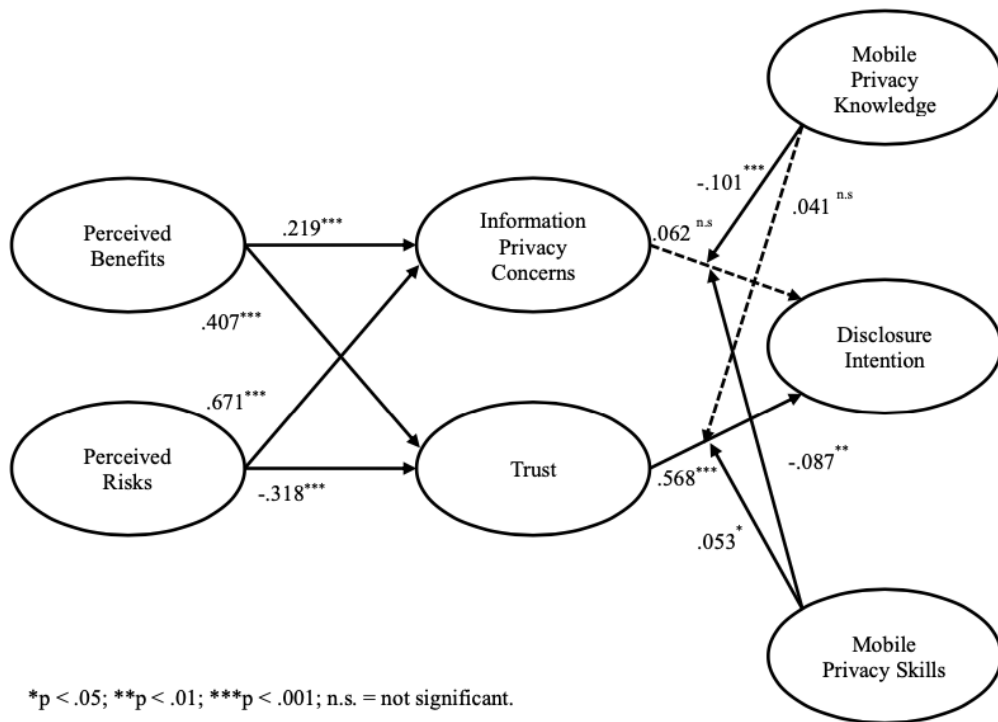 Mobile
Privacy
Knowledge
-.101***
.041 n.s
Perceived
Benefits
.219***
Information
Privacy
Concerns
.062 n.s
.407***
Disclosure
Intention
.671***
Perceived
Risks
-.318***
Trust
.568***
-.087**
.053*
Mobile
Privacy Skills
*p < .05; **p < .01; ***p < .001; n.s. = not significant.